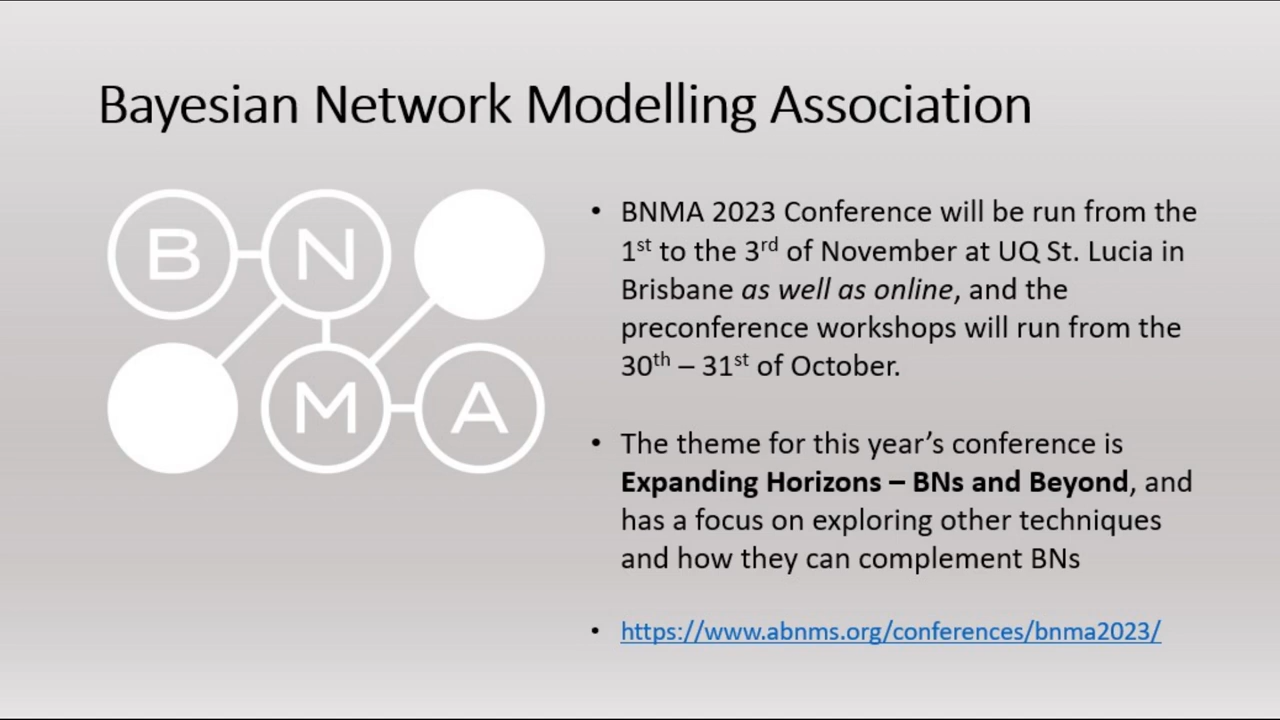 Bayesian Network Modelling Association
B N
M A
• BNMA 2023 Conference will be run from the
1st to the 3rd of November at UQ St. Lucia in
Brisbane as well as online, and the
preconference workshops will run from the
30th – 31st of October.
• The theme for this year’s conference is
Expanding Horizons – BNs and Beyond, and
has a focus on exploring other techniques
and how they can complement BNs
• https://www.abnms.org/conferences/bnma2023/